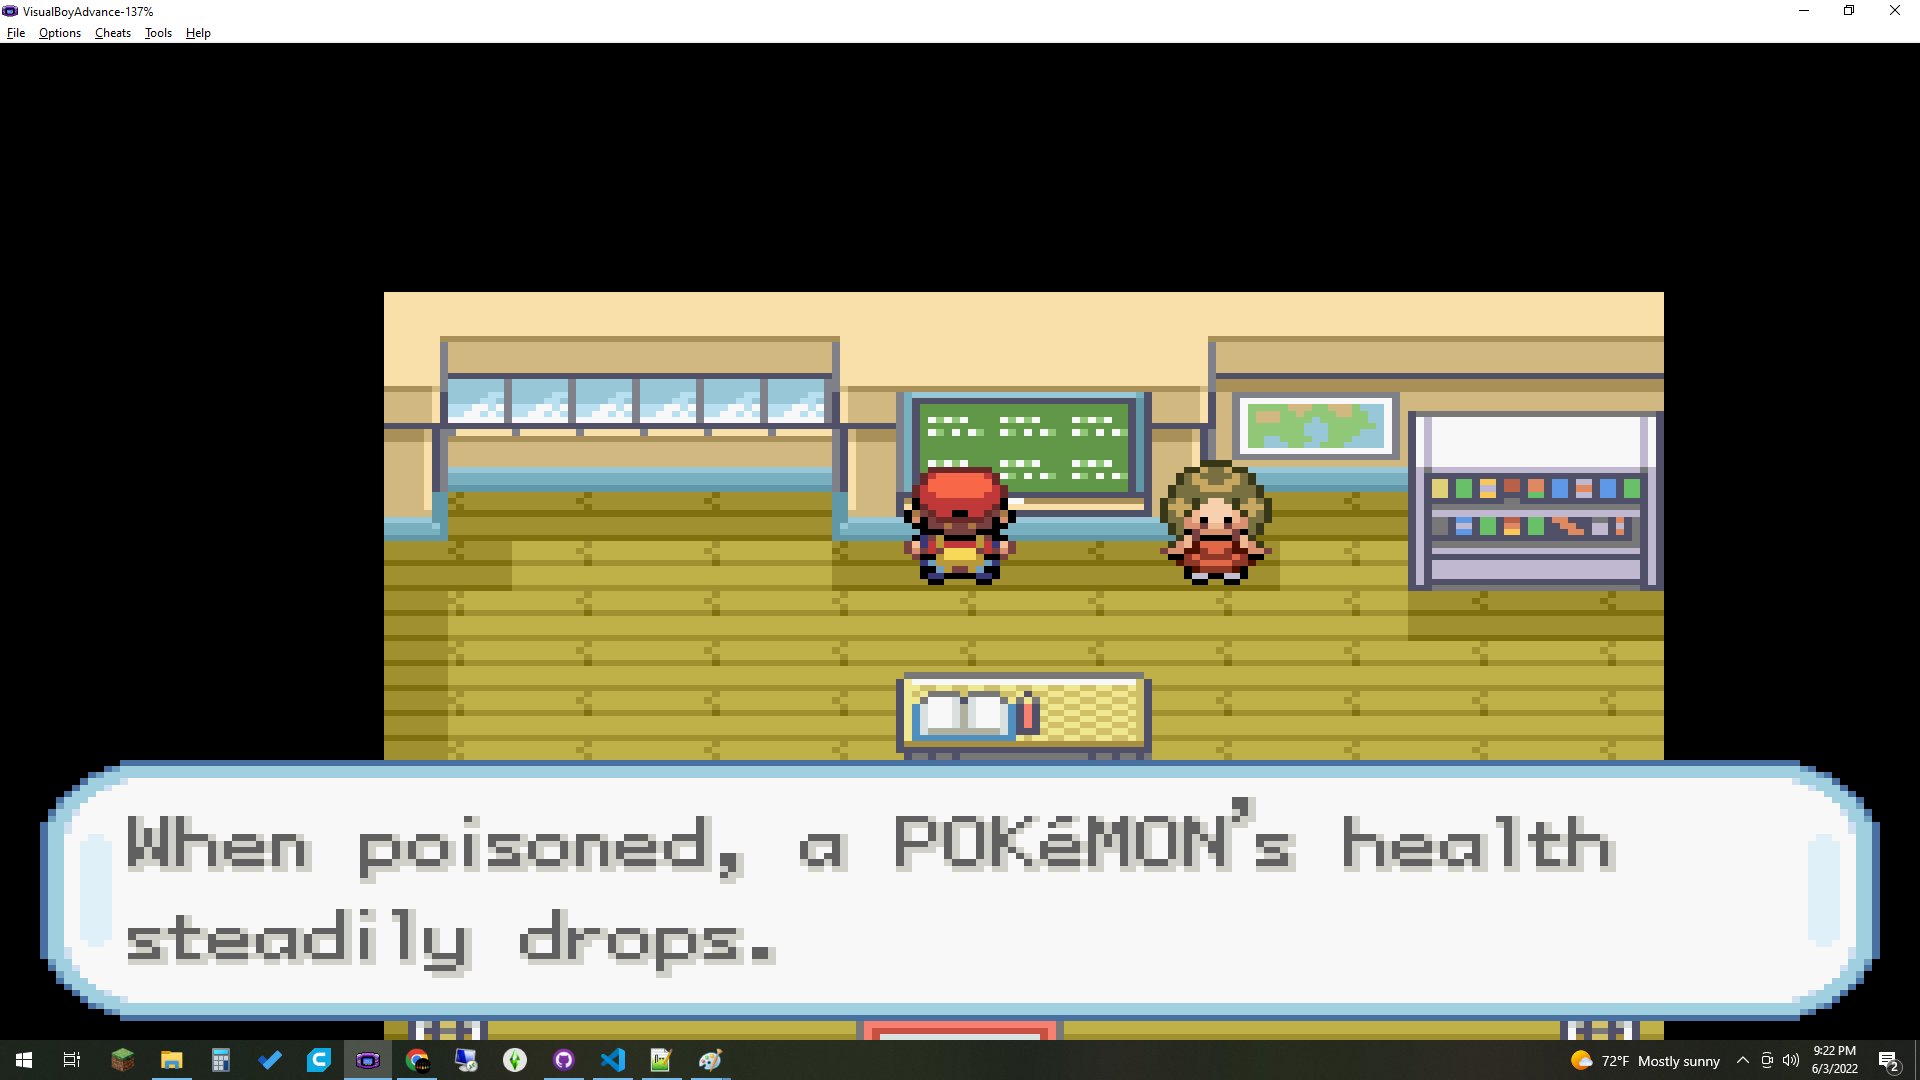 VisualBoyAdvance-137%
File Options Cheats Tools Help
When poisoned, a POKéMON's health
steadily drops.
72°F Mostly sunny
9:22 PM
6/3/2022
2